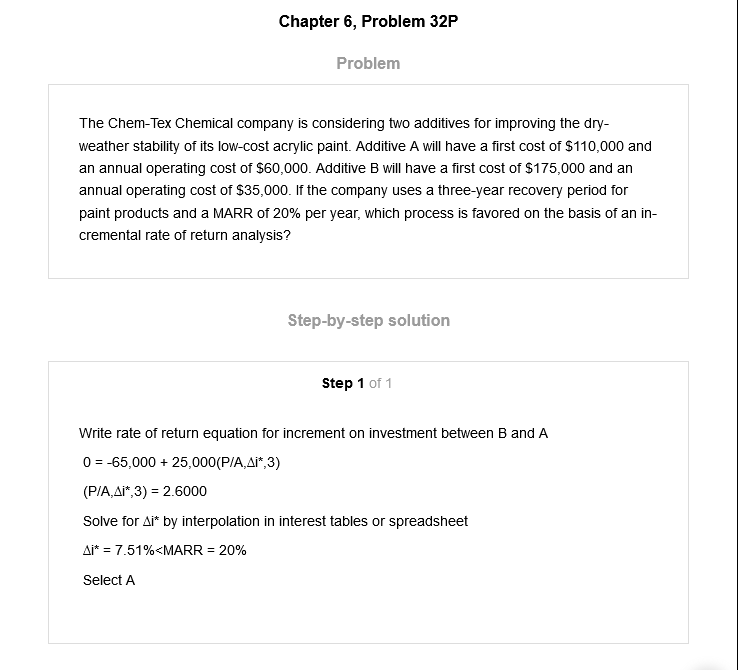 Chapter 6, Problem 32P
Problem
The Chem-Tex Chemical company is considering two additives for improving the dry-
weather stability of its low-cost acrylic paint. Additive A will have a first cost of $110,000 and
an annual operating cost of $60,000. Additive B will have a first cost of $175,000 and an
annual operating cost of $35,000. If the company uses a three-year recovery period for
paint products and a MARR of 20% per year, which process is favored on the basis of an in-
cremental rate of return analysis?
Step-by-step solution
Step 1 of 1
Write rate of return equation for increment on investment between B and A
0 = -65,000 + 25,000(P/A,Δi*,3)
(P/A,Δi*,3) = 2.6000
Solve for Δi* by interpolation in interest tables or spreadsheet
Δi* = 7.51%<MARR = 20%
Select A